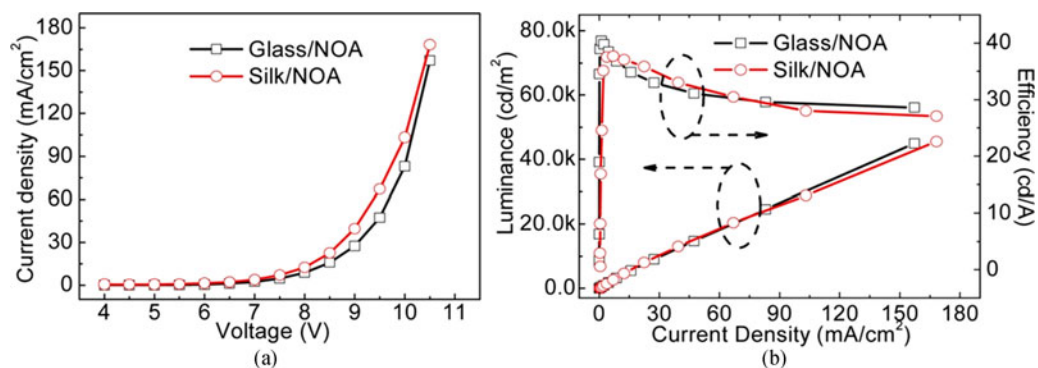 (a)
180
150
120
90
60
30
0
Current density (mA/cm²)
Glass/NOA
Silk/NOA
4 5 6 7 8 9 10 11
Voltage (V)
(a)
(b)
80.0k
60.0k
40.0k
20.0k
0.0
Luminance (cd/m²)
Glass/NOA
Silk/NOA
40
30
20
10
0
Efficiency (cd/A)
0 30 60 90 120 150 180
Current Density (mA/cm²)
(b)